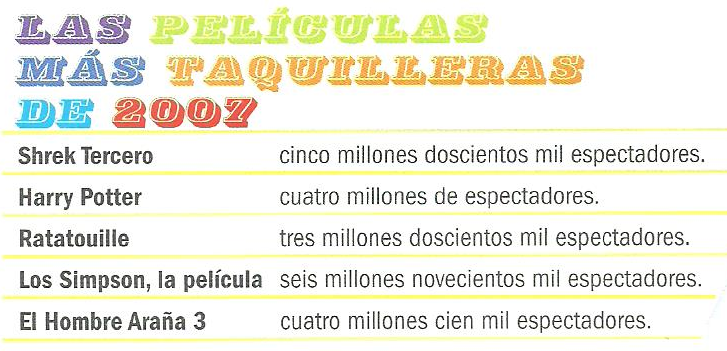 LAS PELÍCULAS
MÁS TAQUILLERAS
DE 2007
Shrek Tercero cinco millones doscientos mil espectadores.
Harry Potter cuatro millones de espectadores.
Ratatouille tres millones doscientos mil espectadores.
Los Simpson, la película seis millones novecientos mil espectadores.
El Hombre Araña 3 cuatro millones cien mil espectadores.